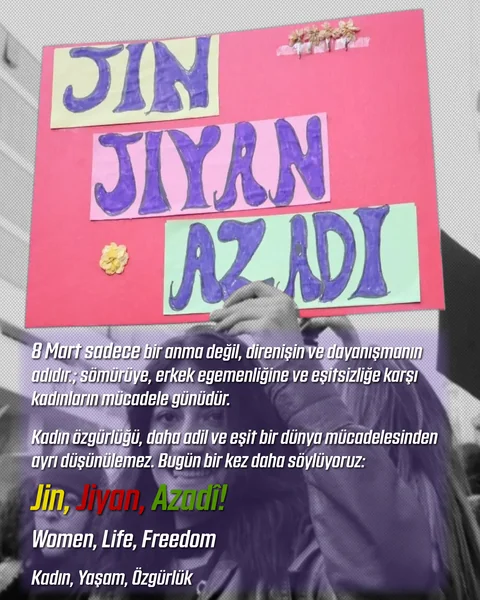 JIN
JIYAN
AZADI
8 Mart sadece bir anma değil, direnişin ve dayanışmanın
adıdır.; sömürüye, erkek egemenliğine ve eşitsizliğe karşı
kadınların mücadele günüdür.
Kadın özgürlüğü, daha adil ve eşit bir dünya mücadelesinden
ayrı düşünülemez. Bugün bir kez daha söylüyoruz:
Jin, Jiyan, Azadî!
Women, Life, Freedom
Kadın, Yaşam, Özgürlük